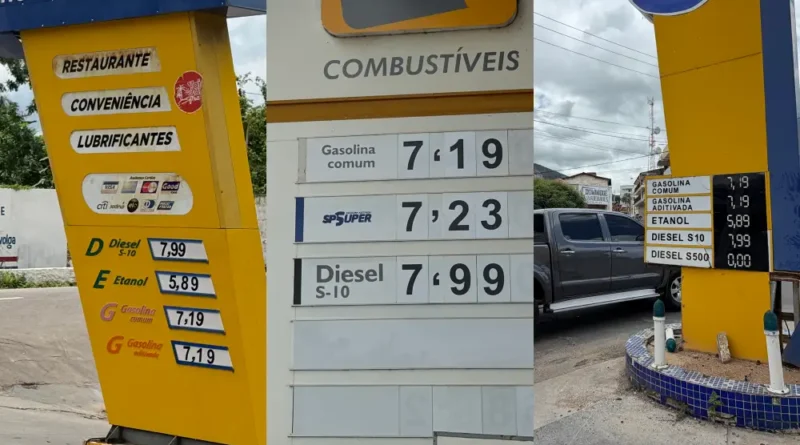 RESTAURANTE
CONVENIÊNCIA
LUBRIFICANTES
D Diesel S-10 7,99
E Etanol 5,89
G Gasolina comum 7,19
G Gasolina aditivada 7,19
COMBUSTÍVEIS
Gasolina comum 7,19
SPSUPER 7,23
Diesel S-10 7,99
GASOLINA COMUM 7,19
GASOLINA ADITIVADA 7,19
ETANOL 5,89
DIESEL S10 7,99
DIESEL S500 0,00